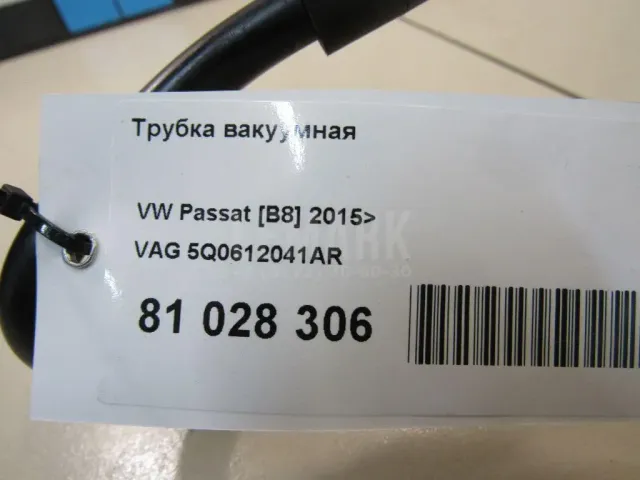 Трубка вакуумная
VW Passat [B8] 2015>
VAG 5Q0612041AR
81 028 306